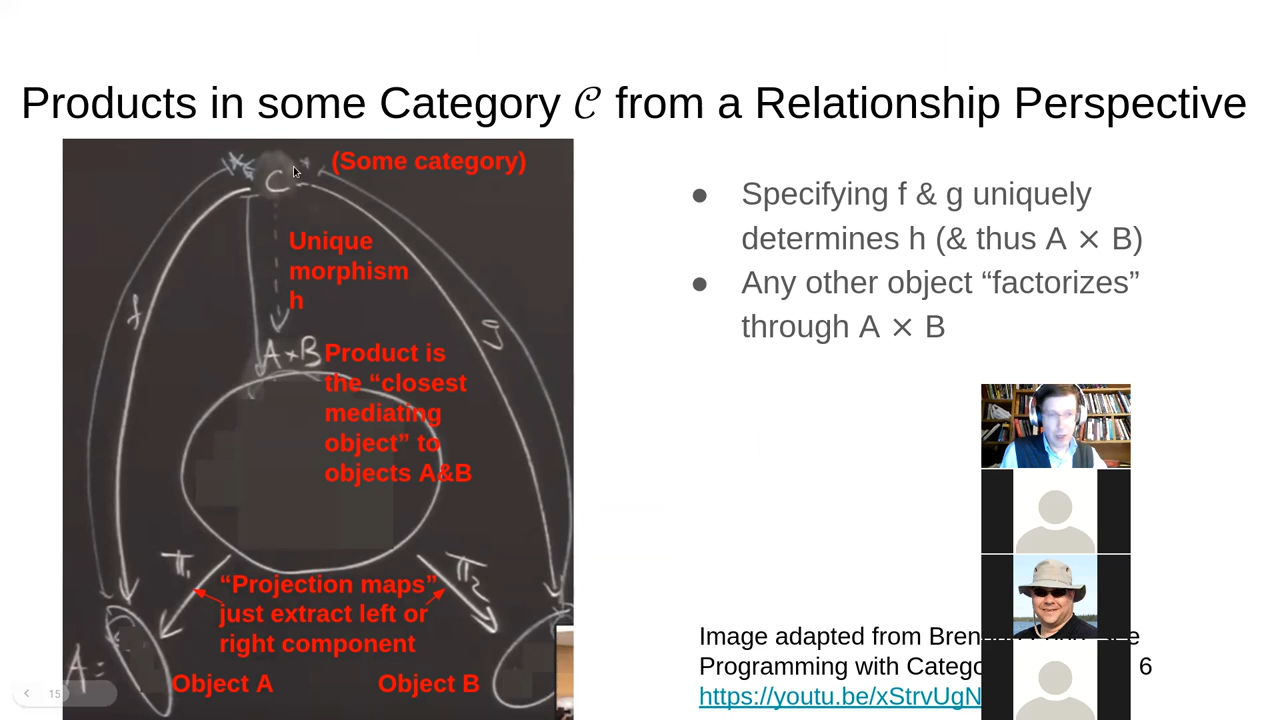 Products in some Category 𝒞 from a Relationship Perspective
(Some category)
C
Unique
morphism
h
f
g
A×B
Product is
the “closest
mediating
object” to
objects A&B
π₁
π₂
“Projection maps”
just extract left or
right component
A =
Object A
Object B
● Specifying f & g uniquely
determines h (& thus A × B)
● Any other object “factorizes”
through A × B
Image adapted from
Programming with 6
https://youtu.be/xStrvUgN
15